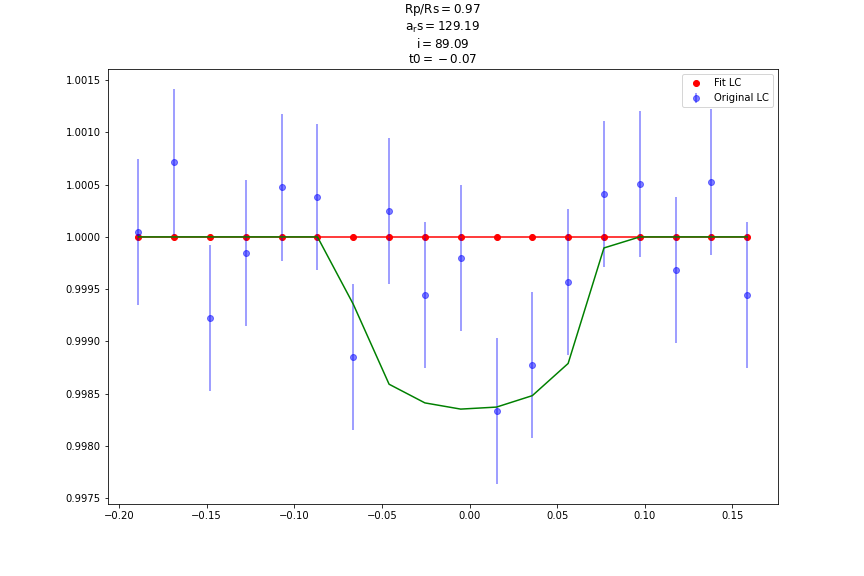 Rp/Rs = 0.97
a_rs = 129.19
i = 89.09
t0 = −0.07
Fit LC
Original LC
1.0015
1.0010
1.0005
1.0000
0.9995
0.9990
0.9985
0.9980
0.9975
−0.20 −0.15 −0.10 −0.05 0.00 0.05 0.10 0.15